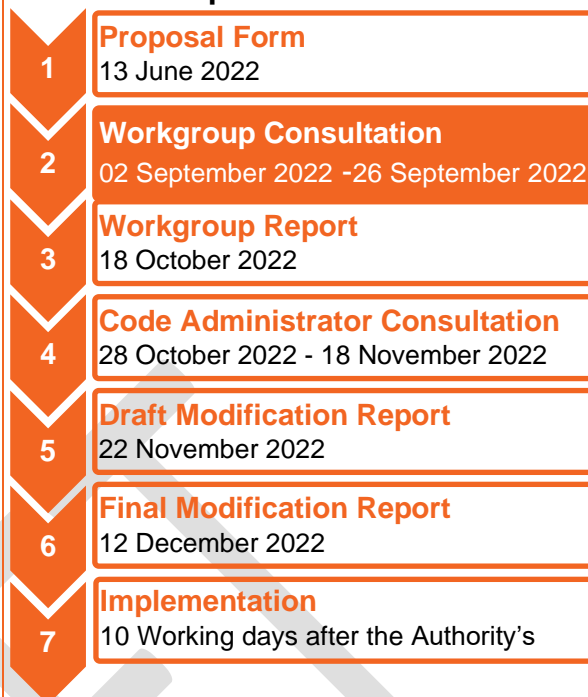 1
Proposal Form
13 June 2022
2
Workgroup Consultation
02 September 2022 -26 September 2022
3
Workgroup Report
18 October 2022
4
Code Administrator Consultation
28 October 2022 - 18 November 2022
5
Draft Modification Report
22 November 2022
6
Final Modification Report
12 December 2022
7
Implementation
10 Working days after the Authority's